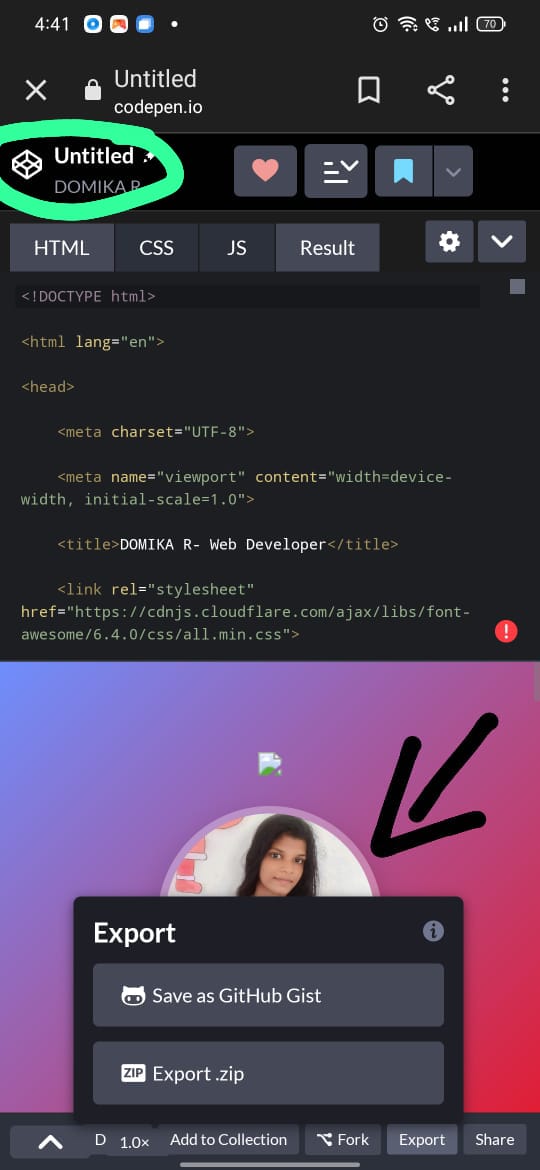 4:41
70
Untitled
codepen.io
Untitled
DOMIKA R
HTML CSS JS Result
<!DOCTYPE html>
<html lang="en">
<head>
<meta charset="UTF-8">
<meta name="viewport" content="width=device-
width, initial-scale=1.0">
<title>DOMIKA R- Web Developer</title>
<link rel="stylesheet"
href="https://cdnjs.cloudflare.com/ajax/libs/font-
awesome/6.4.0/css/all.min.css">
Export
Save as GitHub Gist
ZIP Export .zip
D 1.0× Add to Collection Fork Export Share